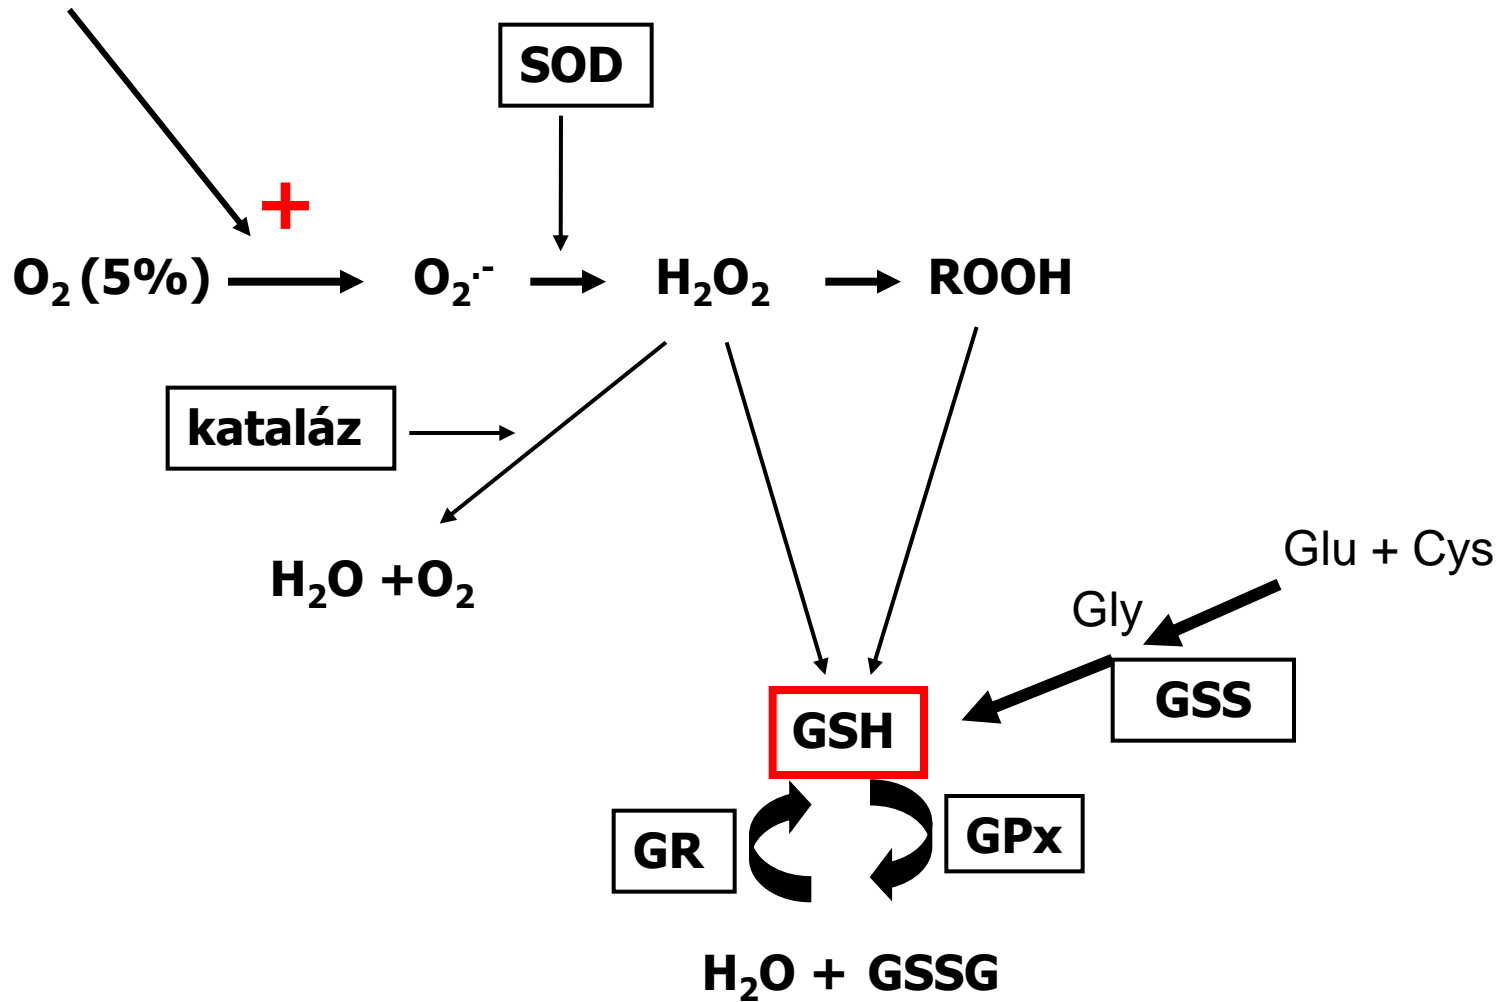 SOD
+
O₂ (5%) O₂·- H₂O₂ ROOH
kataláz
H₂O +O₂
Glu + Cys
Gly
GSS
GSH
GR
GPx
H₂O + GSSG